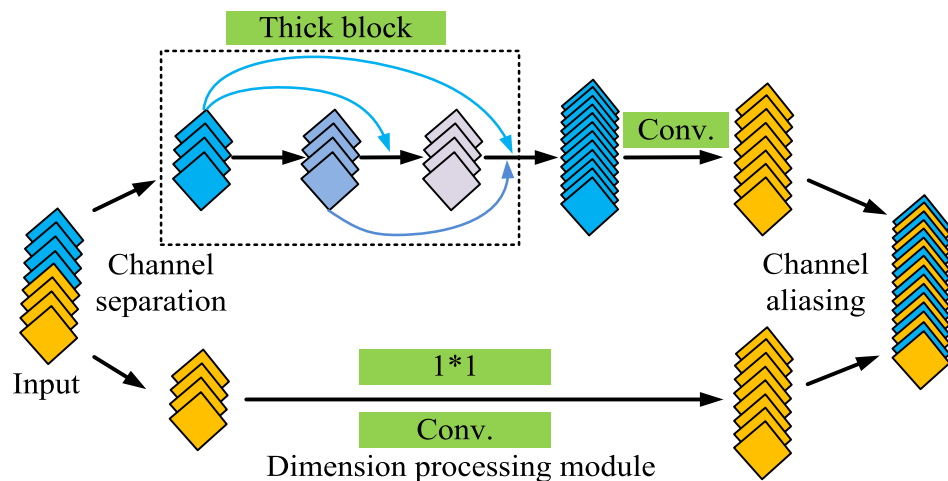 Thick block
Conv.
Channel
separation
Channel
aliasing
Input
1*1
Conv.
Dimension processing module